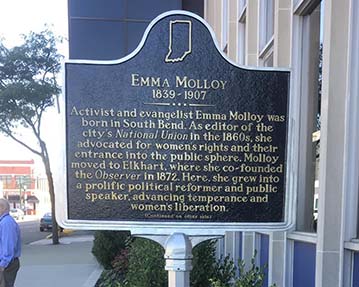 EMMA MOLLOY
1839-1907
Activist and evangelist Emma Molloy was
born in South Bend. As editor of the
city's National Union in the 1860s, she
advocated for women's rights and their
entrance into the public sphere. Molloy
moved to Elkhart, where she co-founded
the Observer in 1872. Here, she grew into
a prolific political reformer and public
speaker, advancing temperance and
women's liberation.
(Continued on other side)